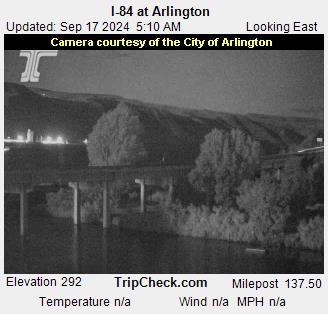 I-84 at Arlington
Updated: Sep 17 2024 5:10 AM Looking East
Camera courtesy of the City of Arlington
Elevation 292 TripCheck.com Milepost 137.50
Temperature n/a Wind n/a MPH n/a